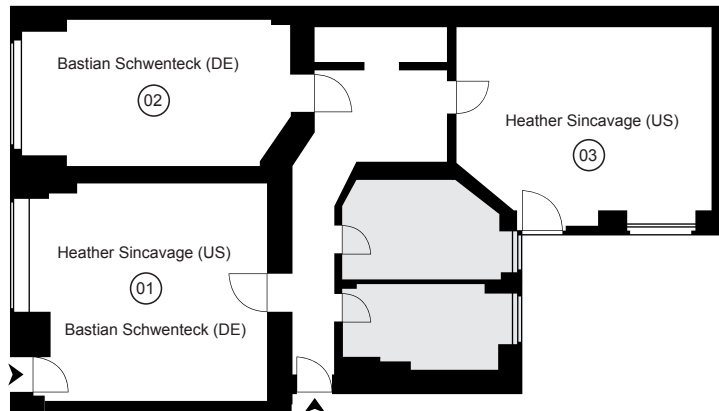 Bastian Schwenteck (DE)
02
Heather Sincavage (US)
03
Heather Sincavage (US)
01
Bastian Schwenteck (DE)